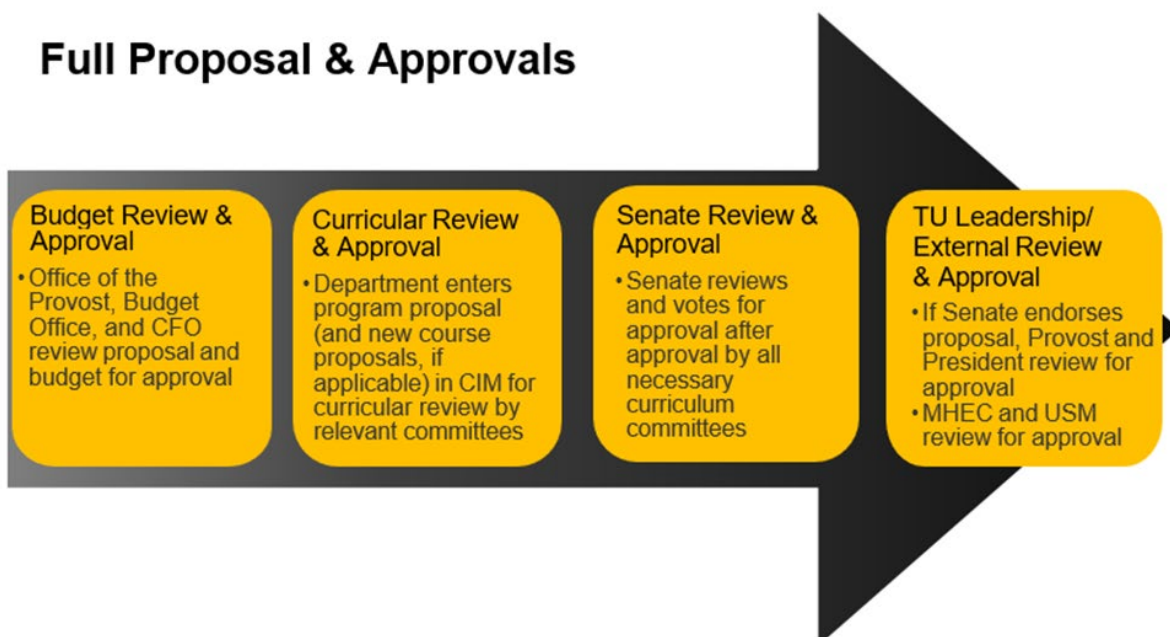 Full Proposal & Approvals
Budget Review &
Approval
• Office of the
Provost, Budget
Office, and CFO
review proposal and
budget for approval
Curricular Review
& Approval
• Department enters
program proposal
(and new course
proposals, if
applicable) in CIM for
curricular review by
relevant committees
Senate Review &
Approval
• Senate reviews
and votes for
approval after
approval by all
necessary
curriculum
committees
TU Leadership/
External Review
& Approval
• If Senate endorses
proposal, Provost and
President review for
approval
• MHEC and USM
review for approval